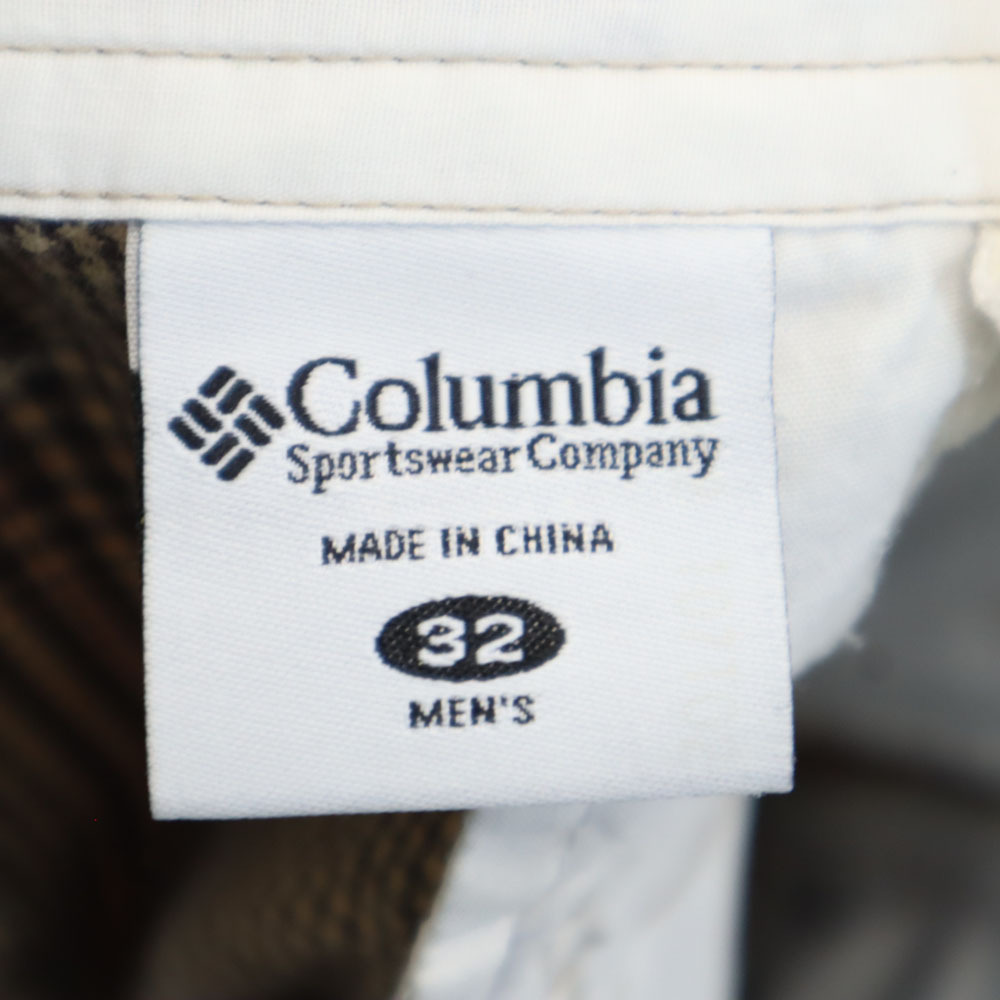 Columbia
Sportswear Company
MADE IN CHINA
32
MEN'S